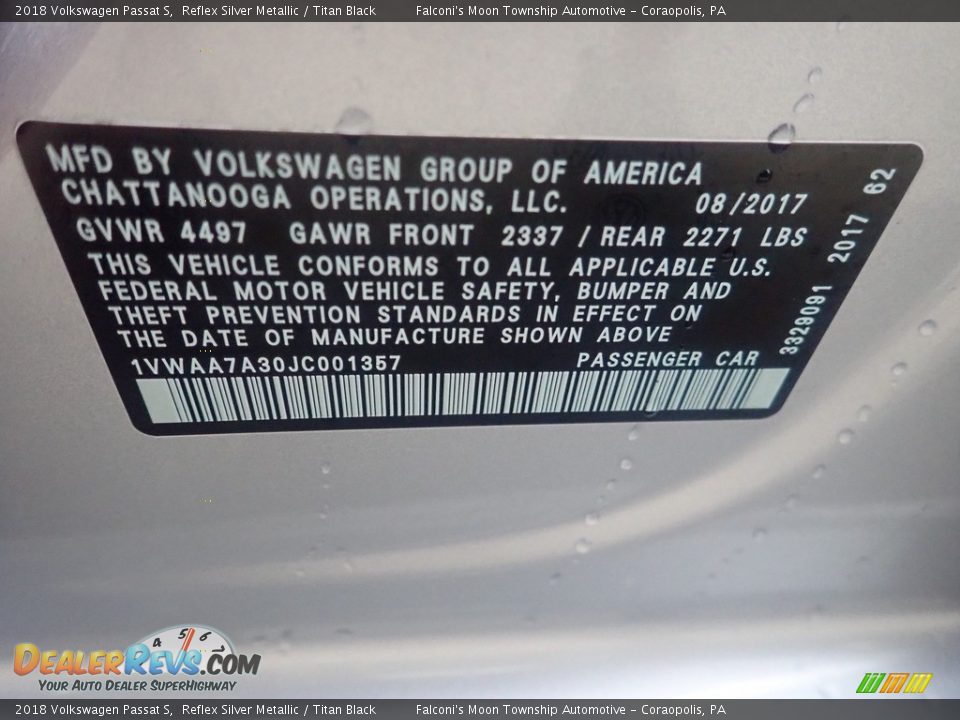 2018 Volkswagen Passat S, Reflex Silver Metallic / Titan Black Falconi's Moon Township Automotive - Coraopolis, PA
MFD BY VOLKSWAGEN GROUP OF AMERICA
CHATTANOOGA OPERATIONS, LLC. 08/2017
GVWR 4497 GAWR FRONT 2337 / REAR 2271 LBS
THIS VEHICLE CONFORMS TO ALL APPLICABLE U.S.
FEDERAL MOTOR VEHICLE SAFETY, BUMPER AND
THEFT PREVENTION STANDARDS IN EFFECT ON
THE DATE OF MANUFACTURE SHOWN ABOVE
1VWAA7A30JC001357 PASSENGER CAR
3329091 2017 62
4 5 6
DEALERREVS.COM
YOUR AUTO DEALER SUPERHIGHWAY
2018 Volkswagen Passat S, Reflex Silver Metallic / Titan Black Falconi's Moon Township Automotive - Coraopolis, PA